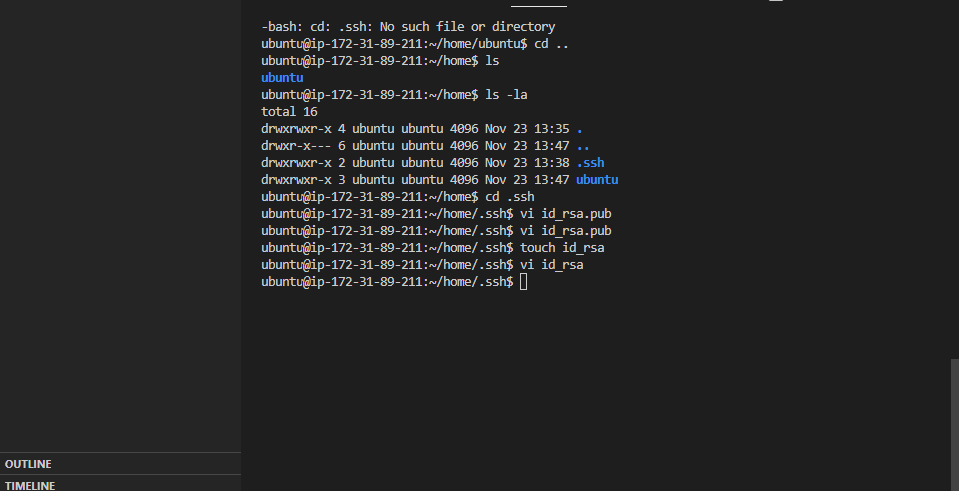 -bash: cd: .ssh: No such file or directory
ubuntu@ip-172-31-89-211:~/home/ubuntu$ cd ..
ubuntu@ip-172-31-89-211:~/home$ ls
ubuntu
ubuntu@ip-172-31-89-211:~/home$ ls -la
total 16
drwxrwxr-x 4 ubuntu ubuntu 4096 Nov 23 13:35 .
drwxr-x--- 6 ubuntu ubuntu 4096 Nov 23 13:47 ..
drwxrwxr-x 2 ubuntu ubuntu 4096 Nov 23 13:38 .ssh
drwxrwxr-x 3 ubuntu ubuntu 4096 Nov 23 13:47 ubuntu
ubuntu@ip-172-31-89-211:~/home$ cd .ssh
ubuntu@ip-172-31-89-211:~/home/.ssh$ vi id_rsa.pub
ubuntu@ip-172-31-89-211:~/home/.ssh$ vi id_rsa.pub
ubuntu@ip-172-31-89-211:~/home/.ssh$ touch id_rsa
ubuntu@ip-172-31-89-211:~/home/.ssh$ vi id_rsa
ubuntu@ip-172-31-89-211:~/home/.ssh$
OUTLINE
TIMELINE